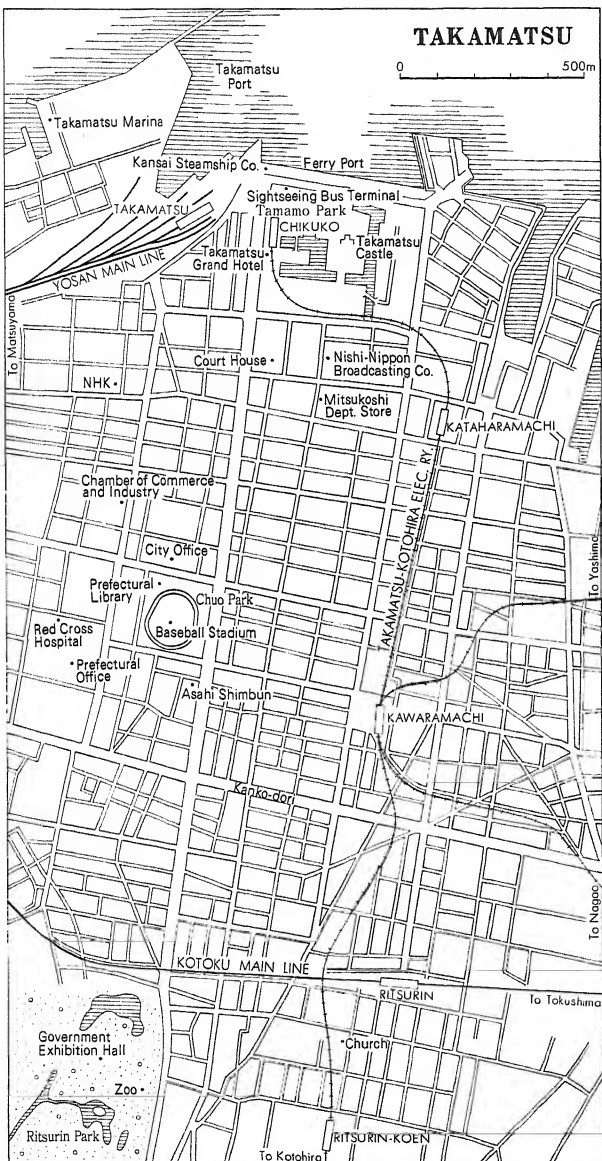 TAKAMATSU
0
500m
Takamatsu
Port
Takamatsu Marina
Kansai Steamship Co.
Ferry Port
Sightseeing Bus Terminal
TAKAMATSU
Tamamo Park
CHIKUKO
Takamatsu
Castle
Takamatsu
Grand Hotel
YOSAN MAIN LINE
To Matsuyama
Court House
Nishi-Nippon
Broadcasting Co.
NHK
Mitsukoshi
Dept. Store
KATAHARAMACHI
TAKAMATSU-KOTOHIRA ELEC. RY.
Chamber of Commerce
and Industry
City Office
To Yashima
Prefectural
Library
Chuo Park
Baseball Stadium
Red Cross
Hospital
Prefectural
Office
Asahi Shimbun
KAWARAMACHI
Kanko-dori
To Nagao
KOTOKU MAIN LINE
RITSURIN
To Tokushima
Government
Exhibition Hall
Church
Zoo
Ritsurin Park
RITSURIN-KOEN
To Kotohira